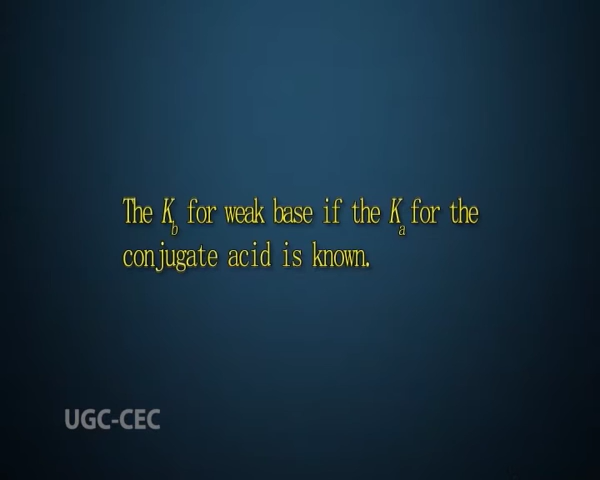 The Kb for weak base if the Ka for the
conjugate acid is known.
UGC-CEC